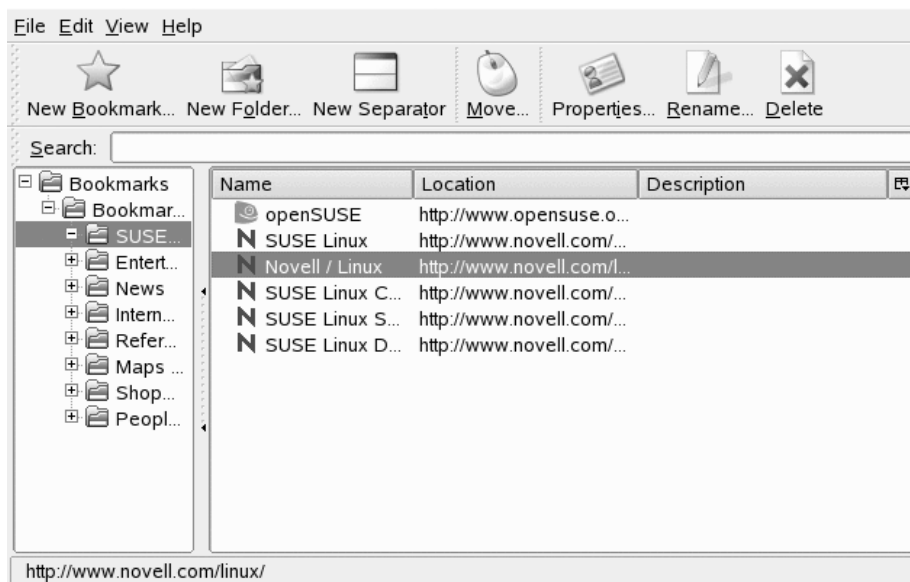 File Edit View Help
New Bookmark... New Folder... New Separator Move... Properties... Rename... Delete
Search:
Bookmarks
Bookmar...
SUSE...
Entert...
News
Intern...
Refer...
Maps ...
Shop...
Peopl...
Name Location Description
openSUSE http://www.opensuse.o...
SUSE Linux http://www.novell.com/...
Novell / Linux http://www.novell.com/l...
SUSE Linux C... http://www.novell.com/...
SUSE Linux S... http://www.novell.com/...
SUSE Linux D... http://www.novell.com/...
http://www.novell.com/linux/